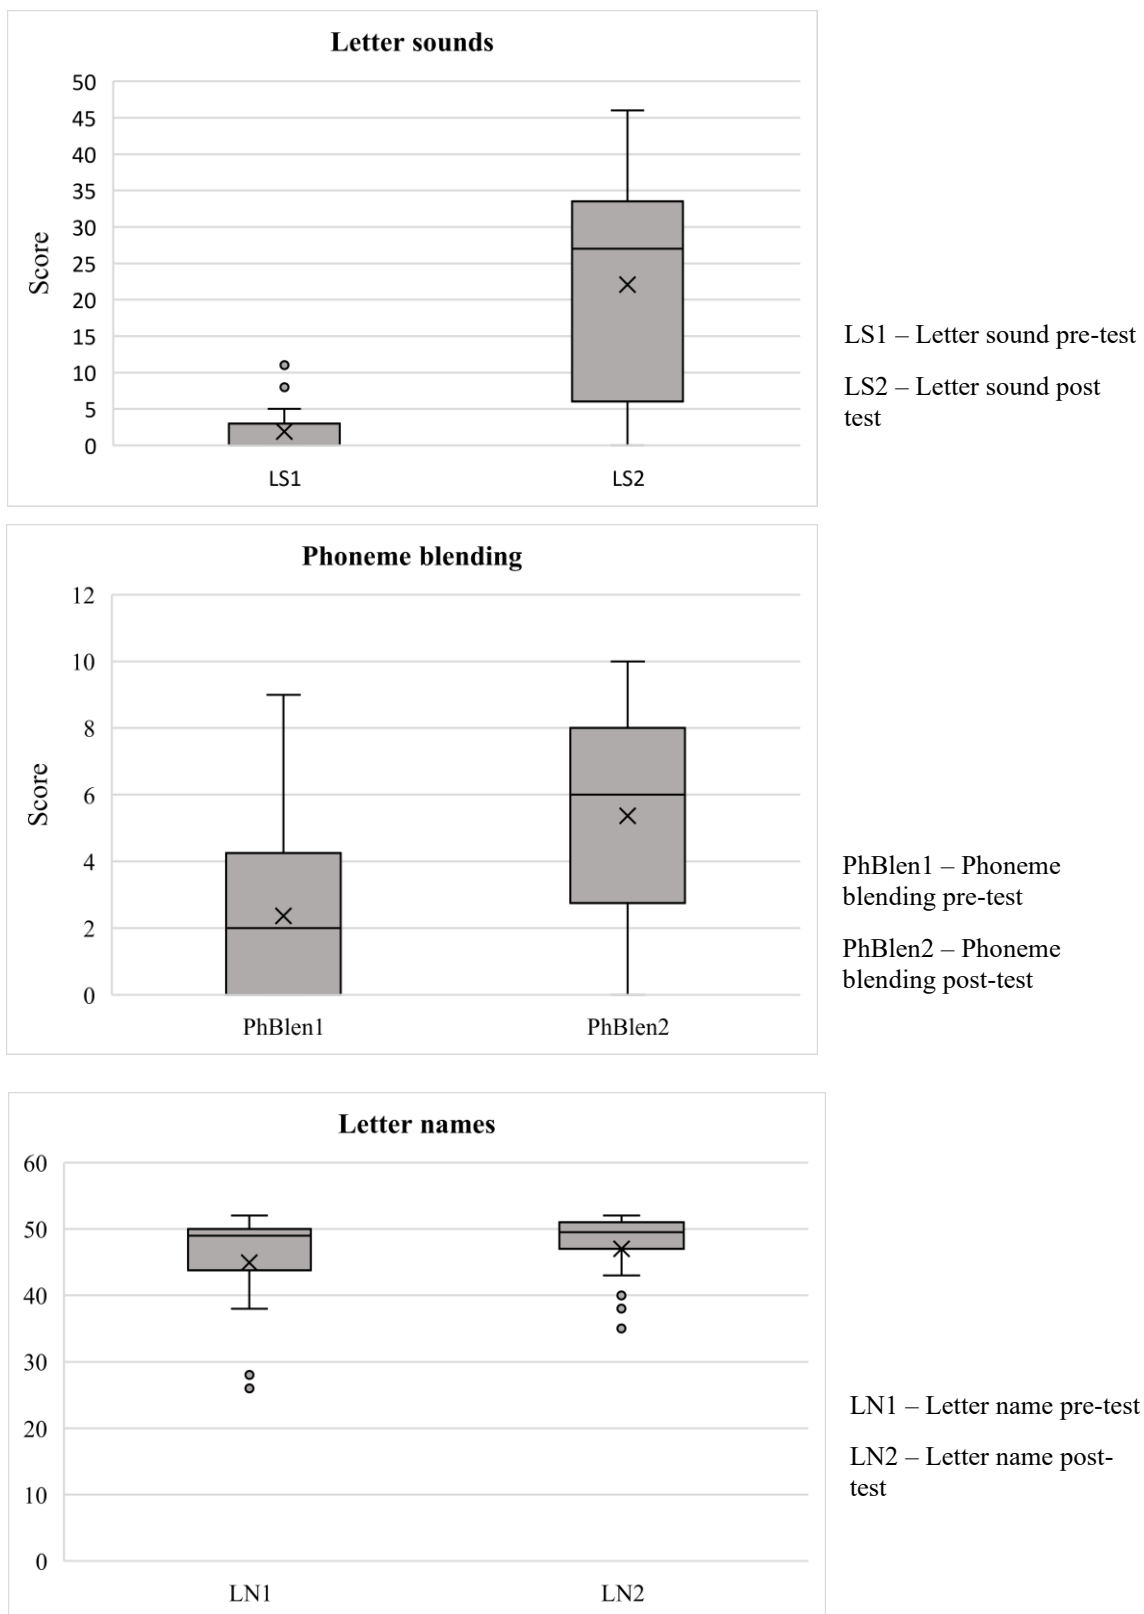 Letter sounds
50
45
40
35
30
25
20
15
10
5
0
Score
LS1 LS2
LS1 – Letter sound pre-test
LS2 – Letter sound post
test
Phoneme blending
12
10
8
6
4
2
0
Score
PhBlen1 PhBlen2
PhBlen1 – Phoneme
blending pre-test
PhBlen2 – Phoneme
blending post-test
Letter names
60
50
40
30
20
10
0
LN1 LN2
LN1 – Letter name pre-test
LN2 – Letter name post-
test